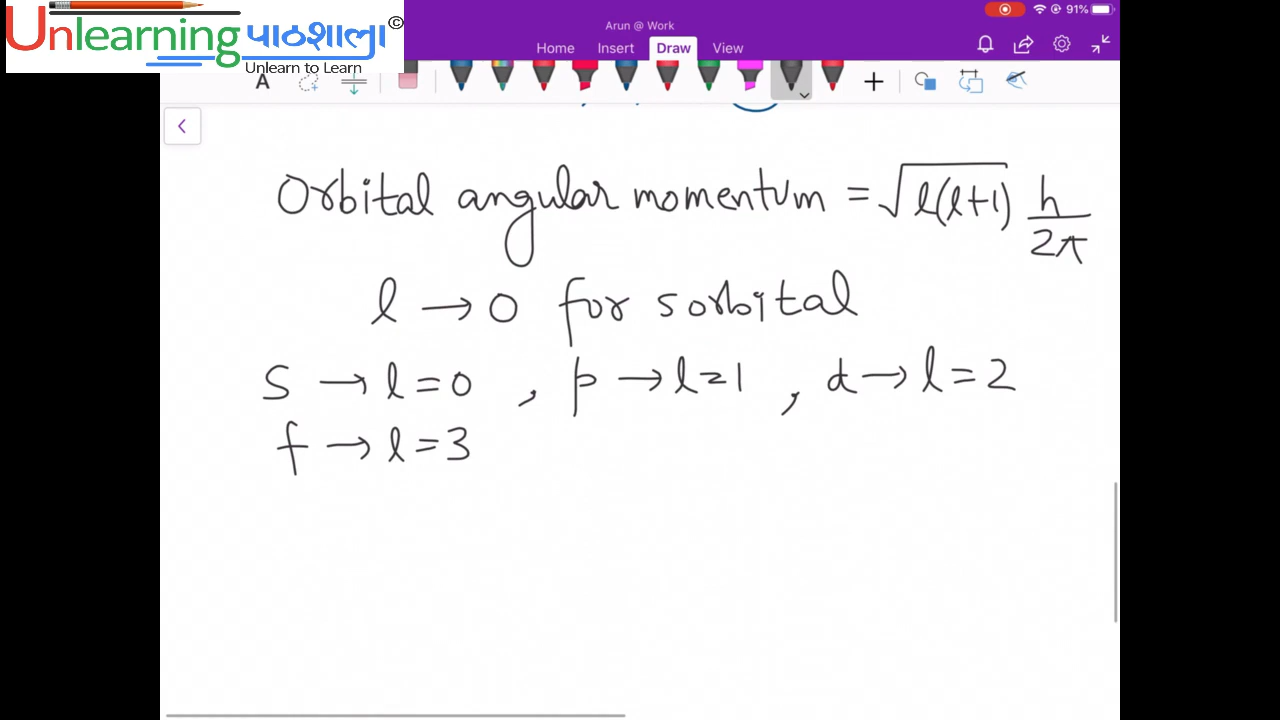 Unlearning पाठशाला ©
Unlearn to Learn
Arun @ Work
91%
Home Insert Draw View
A
Orbital angular momentum = √l(l+1) h/2π
l → 0 for s orbital
S → l = 0 , p → l = 1 , d → l = 2
f → l = 3